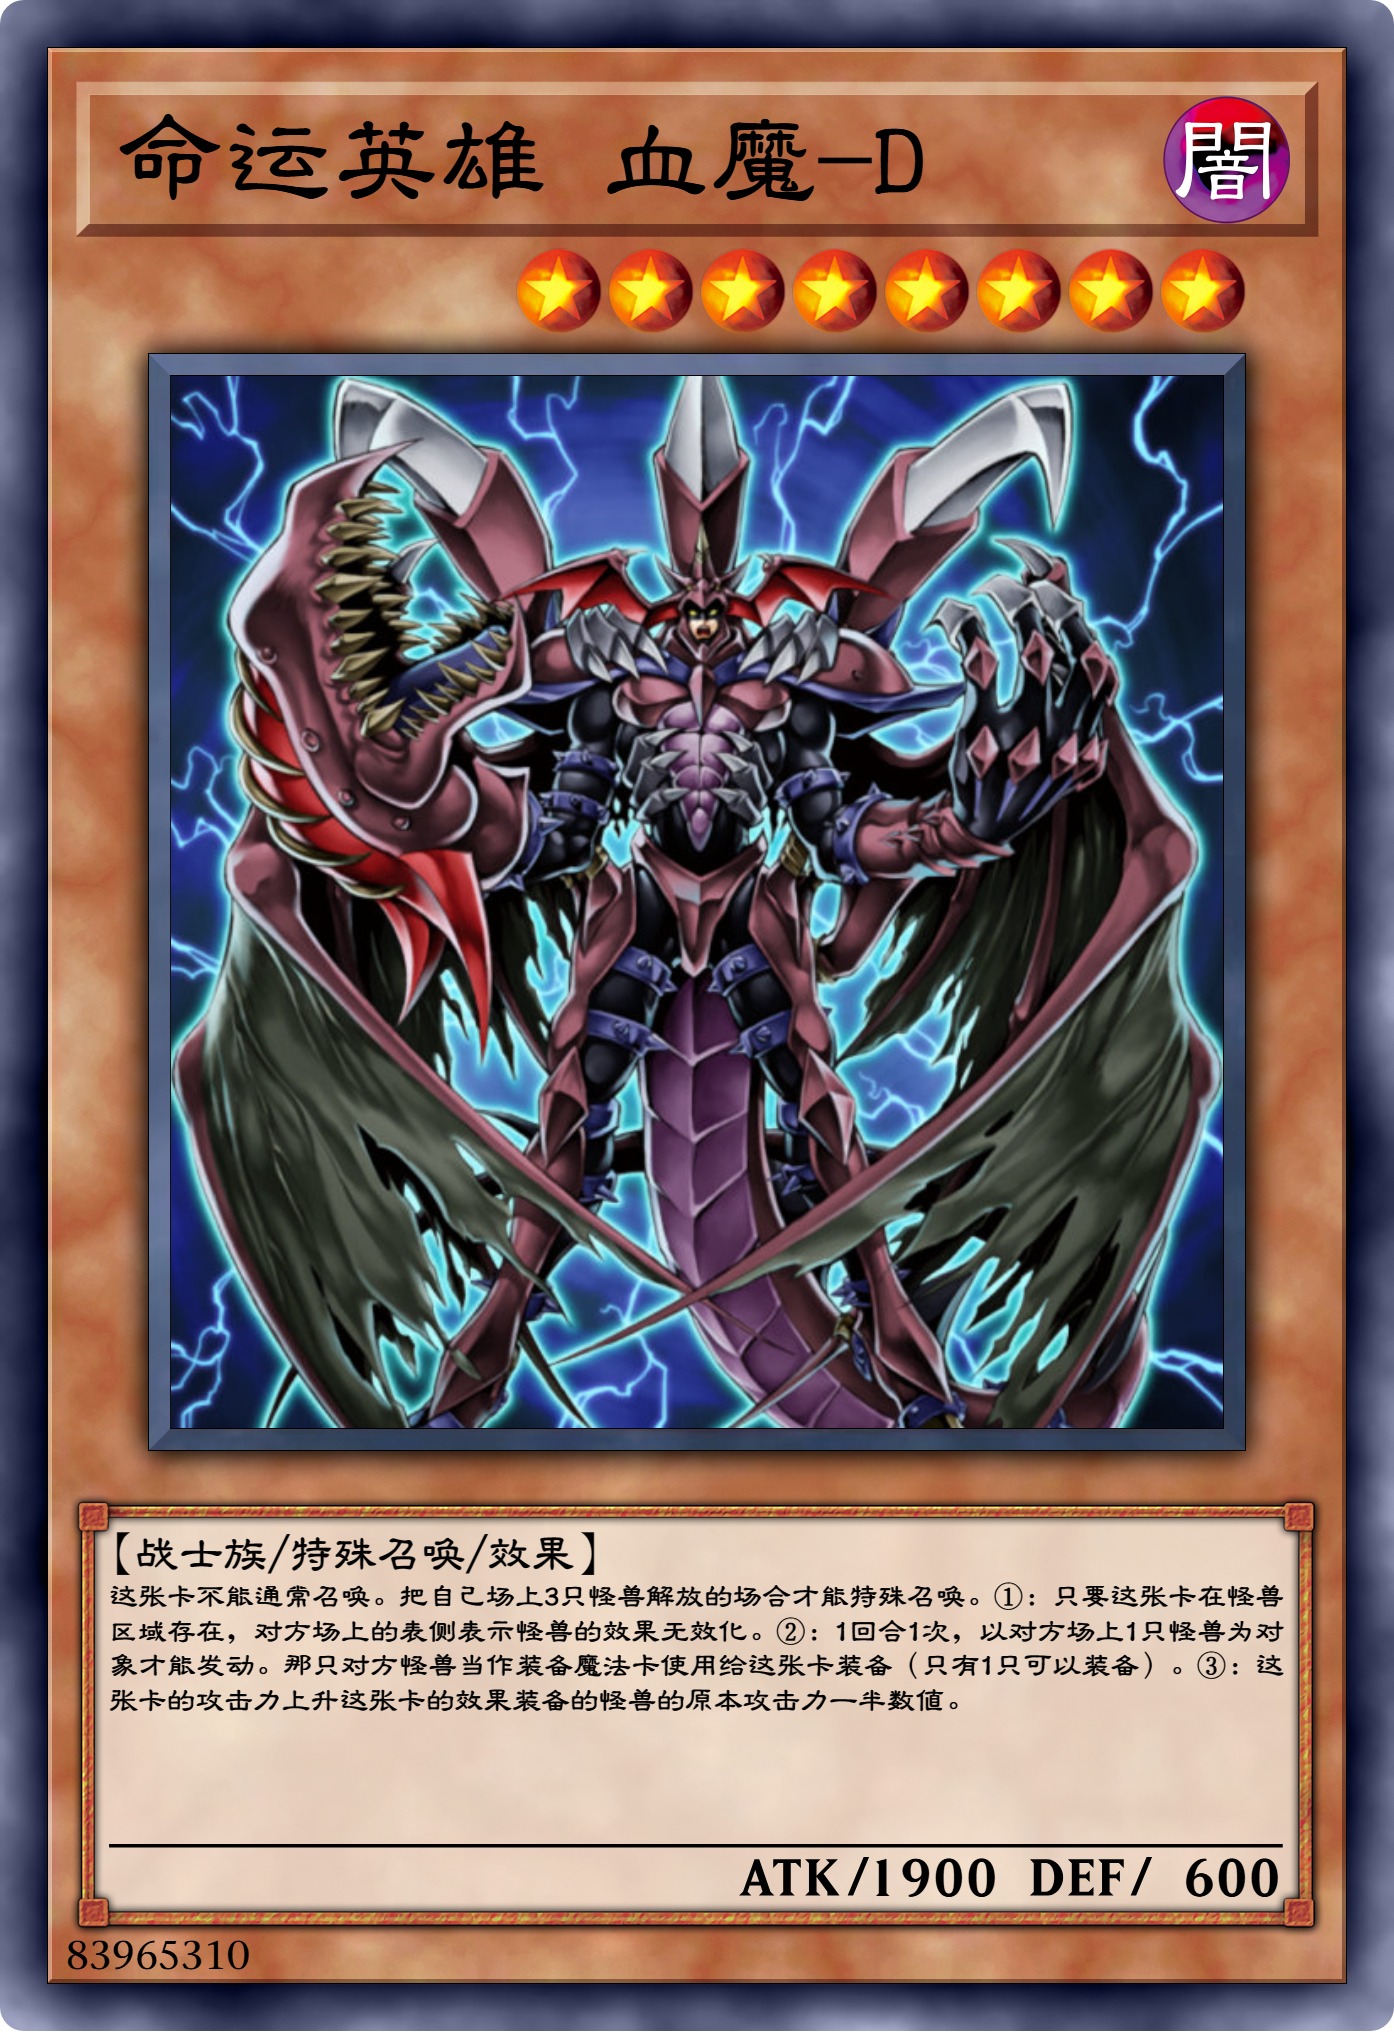 命运英雄 血魔-D
闇
【战士族/特殊召唤/效果】
这张卡不能通常召唤。把自己场上3只怪兽解放的场合才能特殊召唤。①：只要这张卡在怪兽
区域存在，对方场上的表侧表示怪兽的效果无效化。②：1回合1次，以对方场上1只怪兽为对
象才能发动。那只对方怪兽当作装备魔法卡使用给这张卡装备（只有1只可以装备）。③：这
张卡的攻击力上升这张卡的效果装备的怪兽的原本攻击力一半数值。
ATK/1900 DEF/ 600
83965310